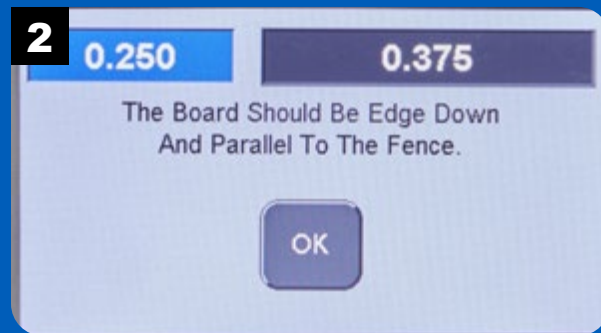 2
0.250 0.375
The Board Should Be Edge Down
And Parallel To The Fence.
OK